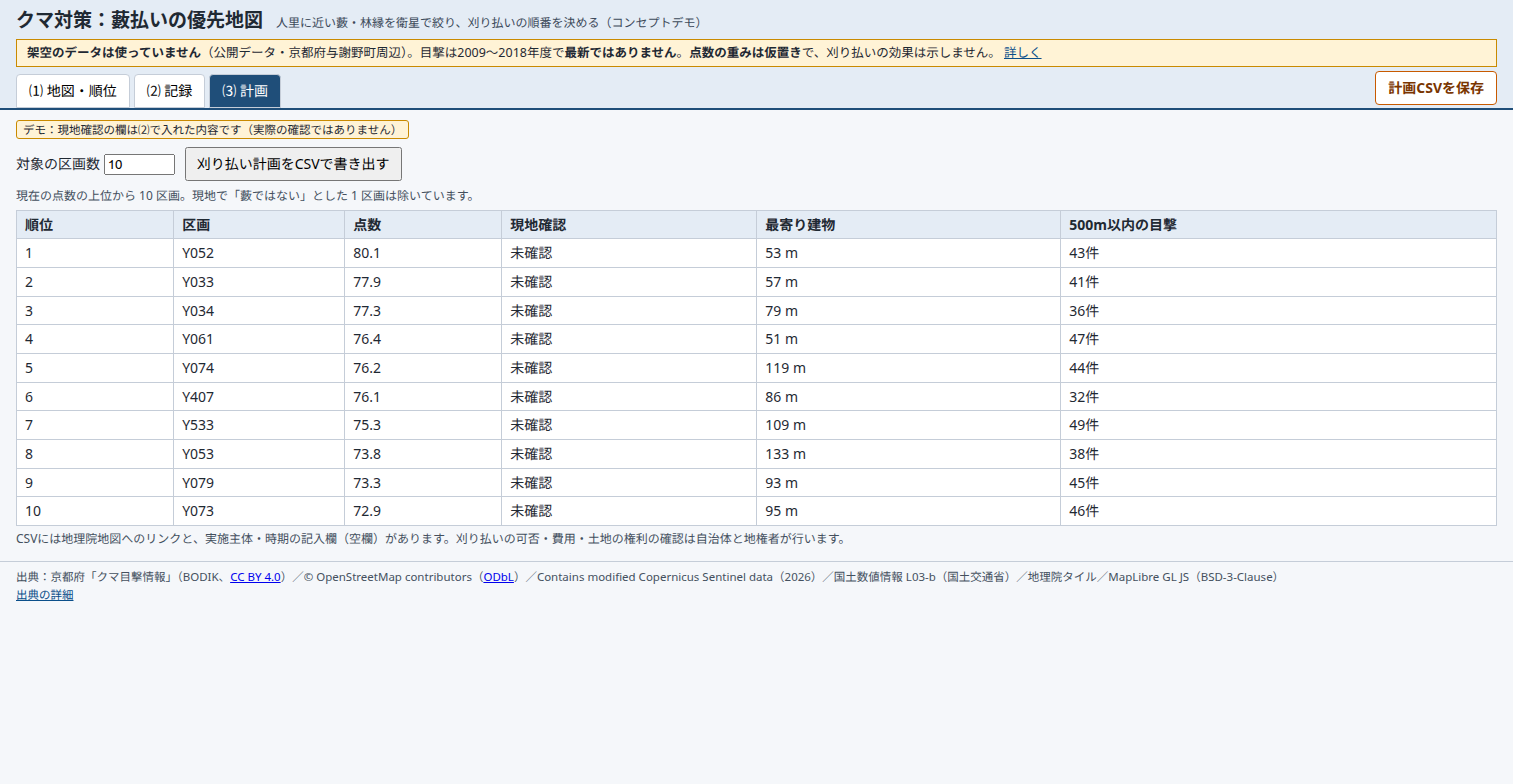 クマ対策：藪払いの優先地図 人里に近い藪・林縁を衛星で絞り、刈り払いの順番を決める（コンセプトデモ）
架空のデータは使っていません（公開データ・京都府与謝野町周辺）。目撃は2009〜2018年度で最新ではありません。点数の重みは仮置きで、刈り払いの効果は示しません。 詳しく
⑴ 地図・順位 ⑵ 記録 ⑶ 計画 計画CSVを保存
デモ：現地確認の欄は⑵で入れた内容です（実際の確認ではありません）
対象の区画数 10 刈り払い計画をCSVで書き出す
現在の点数の上位から 10 区画。現地で「藪ではない」とした 1 区画は除いています。
順位 区画 点数 現地確認 最寄り建物 500m以内の目撃
1 Y052 80.1 未確認 53 m 43件
2 Y033 77.9 未確認 57 m 41件
3 Y034 77.3 未確認 79 m 36件
4 Y061 76.4 未確認 51 m 47件
5 Y074 76.2 未確認 119 m 44件
6 Y407 76.1 未確認 86 m 32件
7 Y533 75.3 未確認 109 m 49件
8 Y053 73.8 未確認 133 m 38件
9 Y079 73.3 未確認 93 m 45件
10 Y073 72.9 未確認 95 m 46件
CSVには地理院地図へのリンクと、実施主体・時期の記入欄（空欄）があります。刈り払いの可否・費用・土地の権利の確認は自治体と地権者が行います。
出典：京都府「クマ目撃情報」（BODIK、CC BY 4.0）／© OpenStreetMap contributors（ODbL）／Contains modified Copernicus Sentinel data（2026）／国土数値情報 L03-b（国土交通省）／地理院タイル／MapLibre GL JS（BSD-3-Clause）
出典の詳細